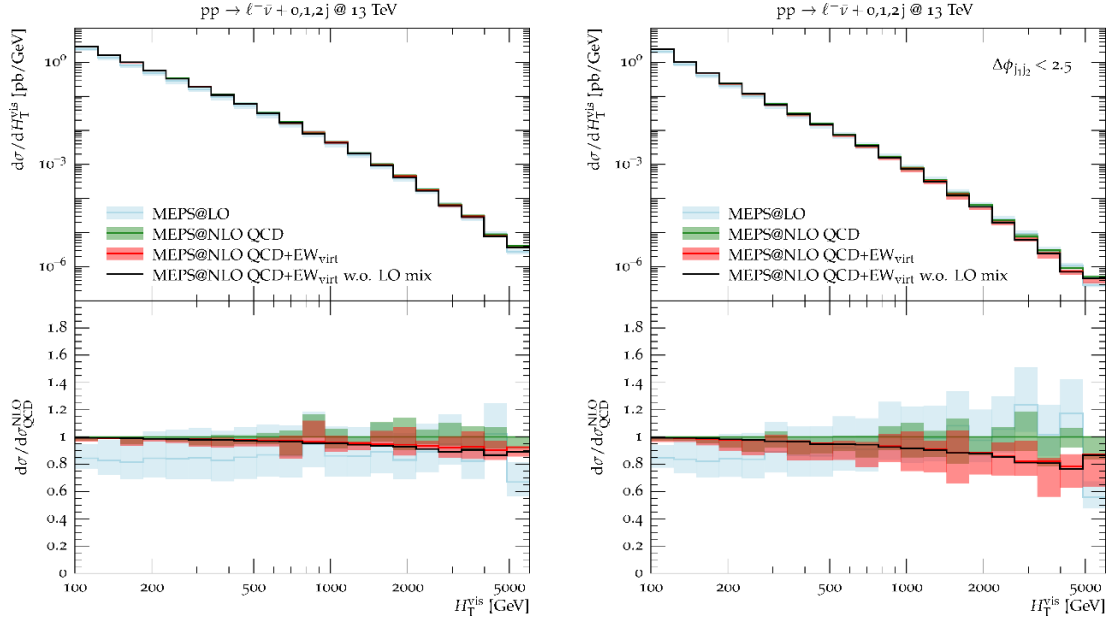 pp → ℓ⁻ν̄ + 0,1,2 j @ 13 TeV
dσ/dH_T^vis [pb/GeV]
10⁰
10⁻³
10⁻⁶
MEPS@LO
MEPS@NLO QCD
MEPS@NLO QCD+EW_virt
MEPS@NLO QCD+EW_virt w.o. LO mix
dσ/dσ_QCD^NLO
1.8
1.6
1.4
1.2
1
0.8
0.6
0.4
0.2
0
100 200 500 1000 2000 5000
H_T^vis [GeV]
pp → ℓ⁻ν̄ + 0,1,2 j @ 13 TeV
Δϕ_j₁j₂ < 2.5
dσ/dH_T^vis [pb/GeV]
10⁰
10⁻³
10⁻⁶
MEPS@LO
MEPS@NLO QCD
MEPS@NLO QCD+EW_virt
MEPS@NLO QCD+EW_virt w.o. LO mix
dσ/dσ_QCD^NLO
1.8
1.6
1.4
1.2
1
0.8
0.6
0.4
0.2
0
100 200 500 1000 2000 5000
H_T^vis [GeV]